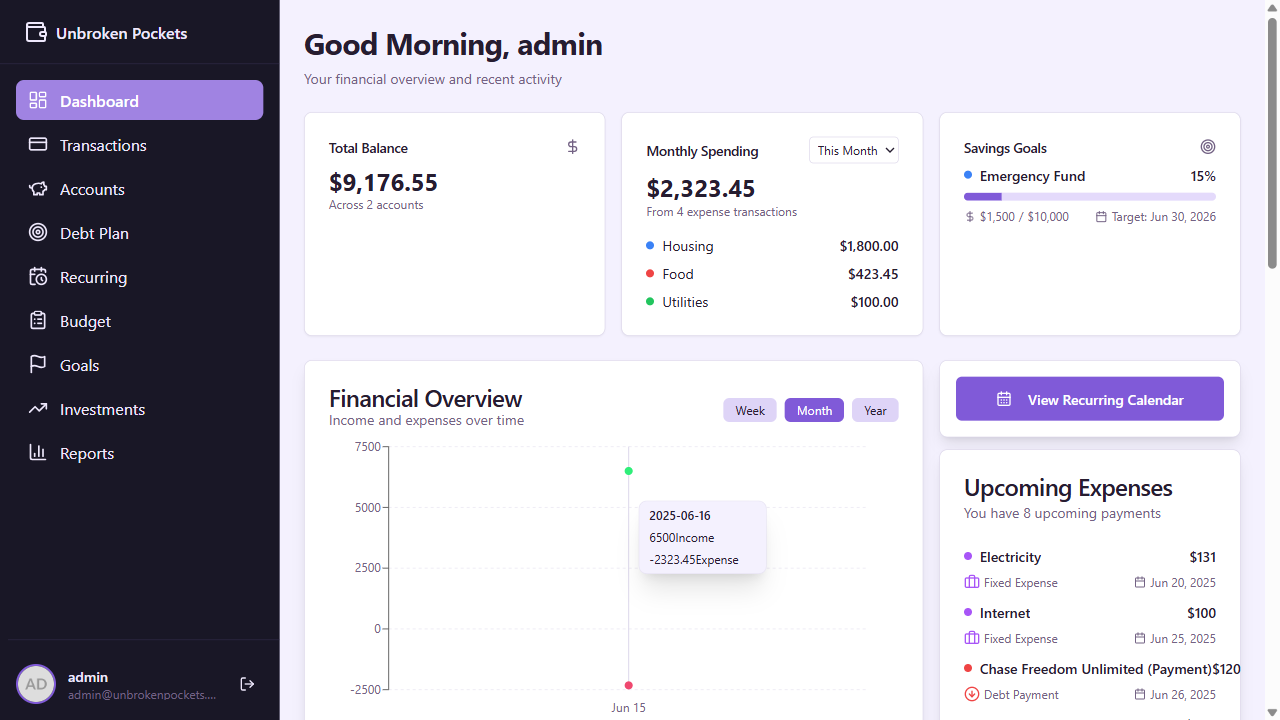 Unbroken Pockets
Dashboard
Transactions
Accounts
Debt Plan
Recurring
Budget
Goals
Investments
Reports
AD
admin
admin@unbrokenpockets....
Good Morning, admin
Your financial overview and recent activity
Total Balance
$9,176.55
Across 2 accounts
Monthly Spending
This Month
$2,323.45
From 4 expense transactions
Housing $1,800.00
Food $423.45
Utilities $100.00
Savings Goals
Emergency Fund 15%
$1,500 / $10,000 Target: Jun 30, 2026
Financial Overview
Income and expenses over time
Week Month Year
7500
5000
2500
0
-2500
2025-06-16
6500Income
-2323.45Expense
Jun 15
View Recurring Calendar
Upcoming Expenses
You have 8 upcoming payments
Electricity $131
Fixed Expense Jun 20, 2025
Internet $100
Fixed Expense Jun 25, 2025
Chase Freedom Unlimited (Payment)$120
Debt Payment Jun 26, 2025